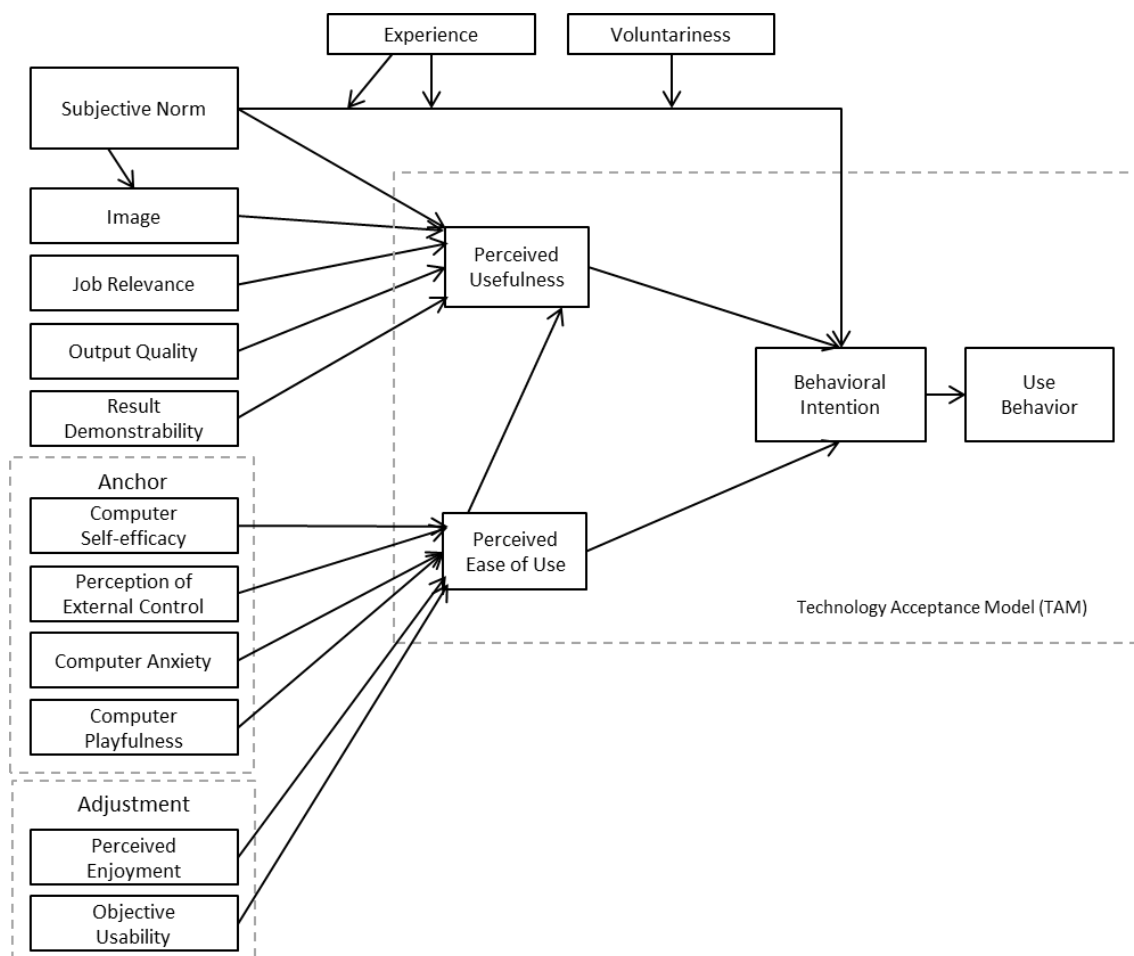 Experience
Voluntariness
Subjective Norm
Image
Perceived
Usefulness
Job Relevance
Output Quality
Behavioral
Intention
Use
Behavior
Result
Demonstrability
Anchor
Computer
Self-efficacy
Perceived
Ease of Use
Perception of
External Control
Technology Acceptance Model (TAM)
Computer Anxiety
Computer
Playfulness
Adjustment
Perceived
Enjoyment
Objective
Usability